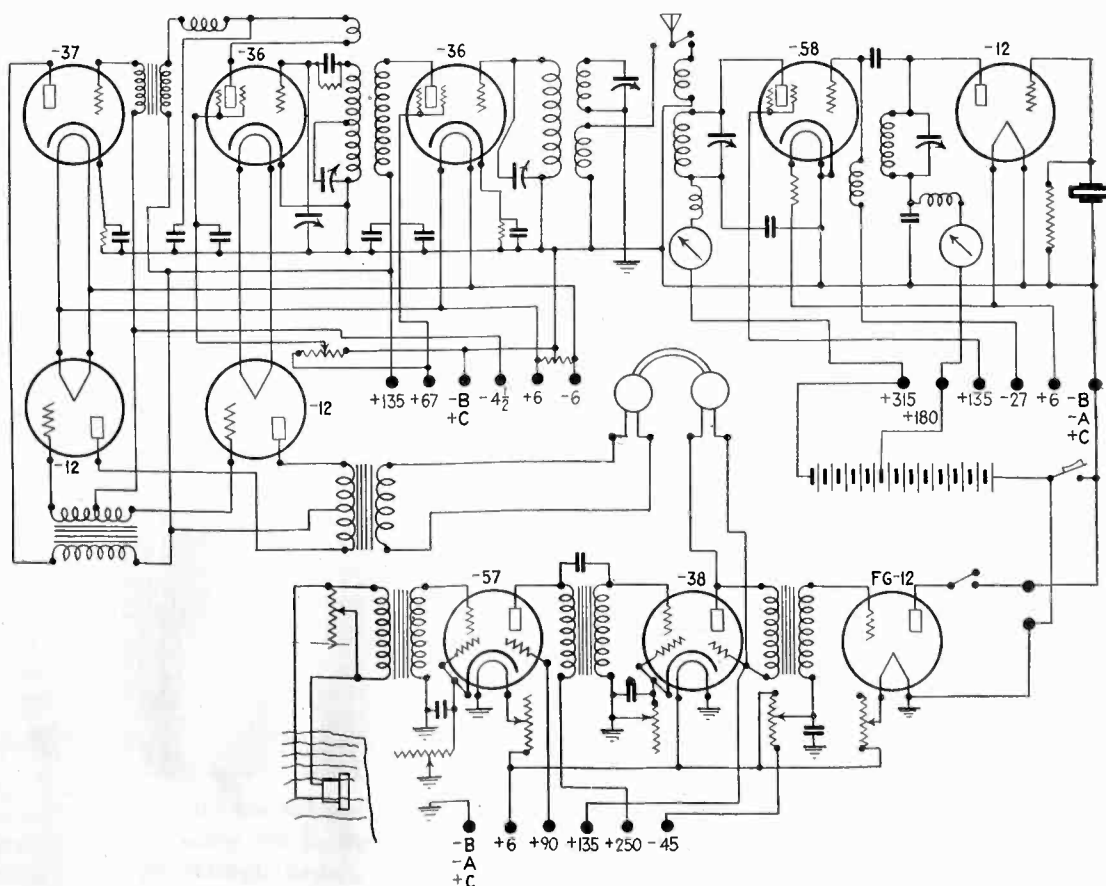 -37
-36
-36
-58
-12
-12
-12
+135 +67 -B -4½ +6 -6
+C
+315 +180 +135 -27 +6 -B
-A
+C
-57
-38
FG-12
-B +6 +90 +135 +250 -45
-A
+C